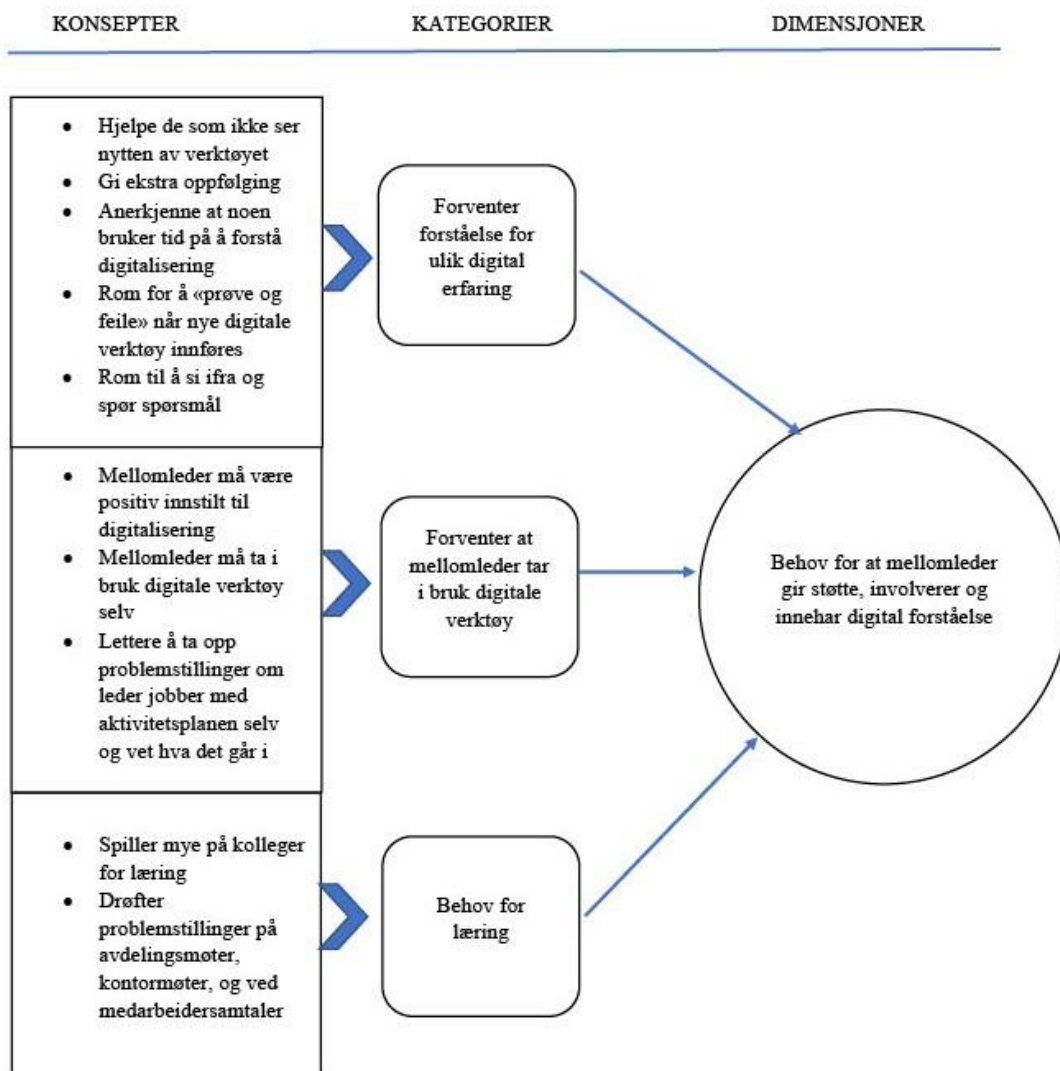 KONSEPTER
KATEGORIER
DIMENSJONER
• Hjelpe de som ikke ser
nytten av verktøyet
• Gi ekstra oppfølging
• Anerkjenne at noen
bruker tid på å forstå
digitalisering
• Rom for å «prøve og
feile» når nye digitale
verktøy innføres
• Rom til å si ifra og
spør spørsmål
Forventer
forståelse for
ulik digital
erfaring
• Mellomleder må være
positiv innstilt til
digitalisering
• Mellomleder må ta i
bruk digitale verktøy
selv
• Lettere å ta opp
problemstillinger om
leder jobber med
aktivitetsplanen selv
og vet hva det går i
Forventer at
mellomleder tar
i bruk digitale
verktøy
Behov for at mellomleder
gir støtte, involverer og
innehar digital forståelse
• Spiller mye på kolleger
for læring
• Drøfter
problemstillinger på
avdelingsmøter,
kontormøter, og ved
medarbeidersamtaler
Behov for
læring